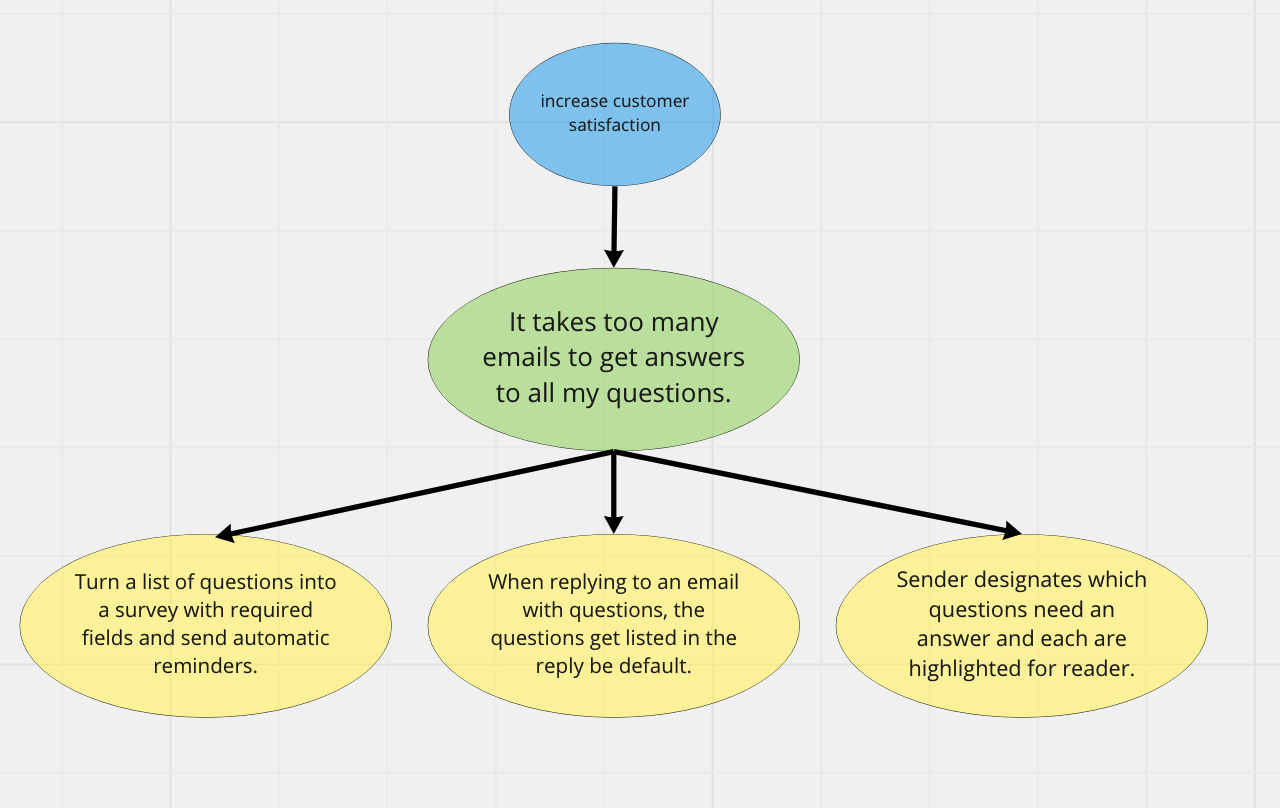 increase customer
satisfaction
It takes too many
emails to get answers
to all my questions.
Turn a list of questions into
a survey with required
fields and send automatic
reminders.
When replying to an email
with questions, the
questions get listed in the
reply be default.
Sender designates which
questions need an
answer and each are
highlighted for reader.